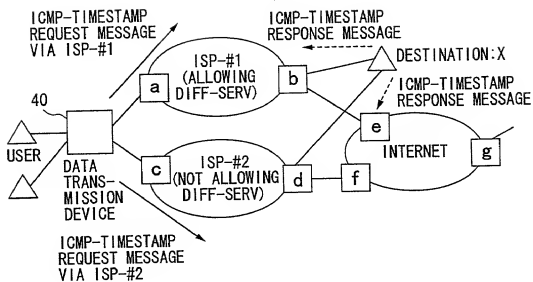 ICMP-TIMESTAMP
REQUEST MESSAGE
VIA ISP-#1
ICMP-TIMESTAMP
RESPONSE MESSAGE
DESTINATION:X
ICMP-TIMESTAMP
RESPONSE MESSAGE
ISP-#1
(ALLOWING
DIFF-SERV)
a
b
40
USER
DATA
TRANS-
MISSION
DEVICE
ISP-#2
(NOT ALLOWING
DIFF-SERV)
c
d
e
INTERNET
f
g
ICMP-TIMESTAMP
REQUEST MESSAGE
VIA ISP-#2